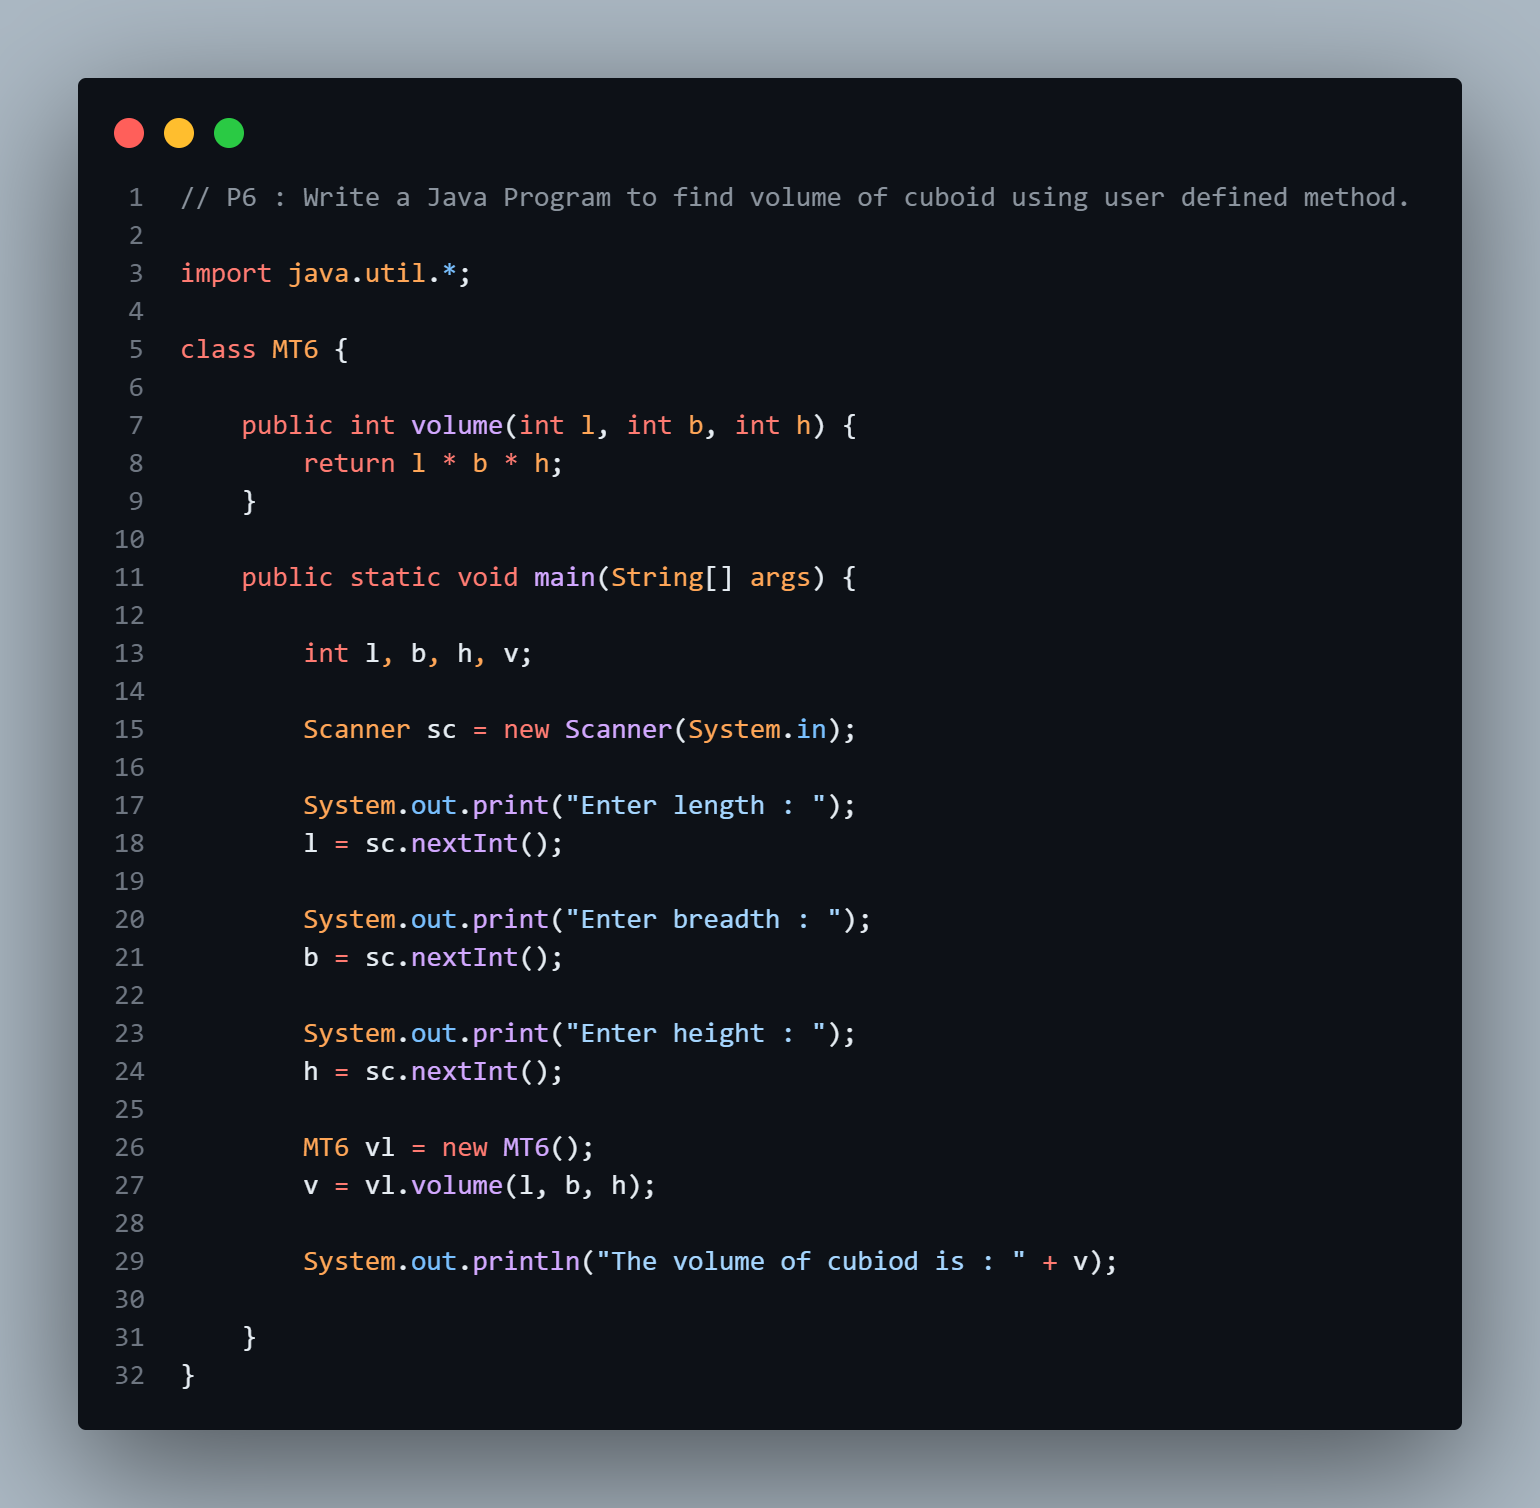 1 // P6 : Write a Java Program to find volume of cuboid using user defined method.
2
3 import java.util.*;
4
5 class MT6 {
6
7     public int volume(int l, int b, int h) {
8         return l * b * h;
9     }
10
11     public static void main(String[] args) {
12
13         int l, b, h, v;
14
15         Scanner sc = new Scanner(System.in);
16
17         System.out.print("Enter length : ");
18         l = sc.nextInt();
19
20         System.out.print("Enter breadth : ");
21         b = sc.nextInt();
22
23         System.out.print("Enter height : ");
24         h = sc.nextInt();
25
26         MT6 vl = new MT6();
27         v = vl.volume(l, b, h);
28
29         System.out.println("The volume of cubiod is : " + v);
30
31     }
32 }